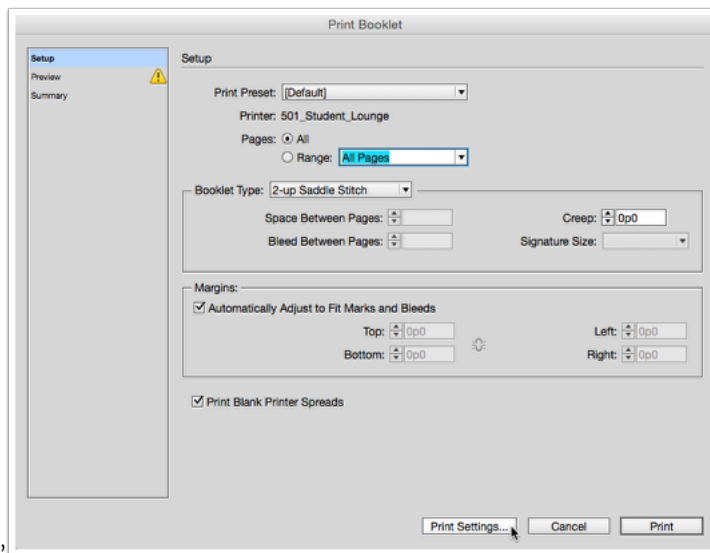 Print Booklet
Setup
Preview
Summary
Setup
Print Preset: [Default]
Printer: 501_Student_Lounge
Pages: All
Range: All Pages
Booklet Type: 2-up Saddle Stitch
Space Between Pages: Creep: 0p0
Bleed Between Pages: Signature Size:
Margins:
Automatically Adjust to Fit Marks and Bleeds
Top: 0p0 Left: 0p0
Bottom: 0p0 Right: 0p0
Print Blank Printer Spreads
Print Settings... Cancel Print
,